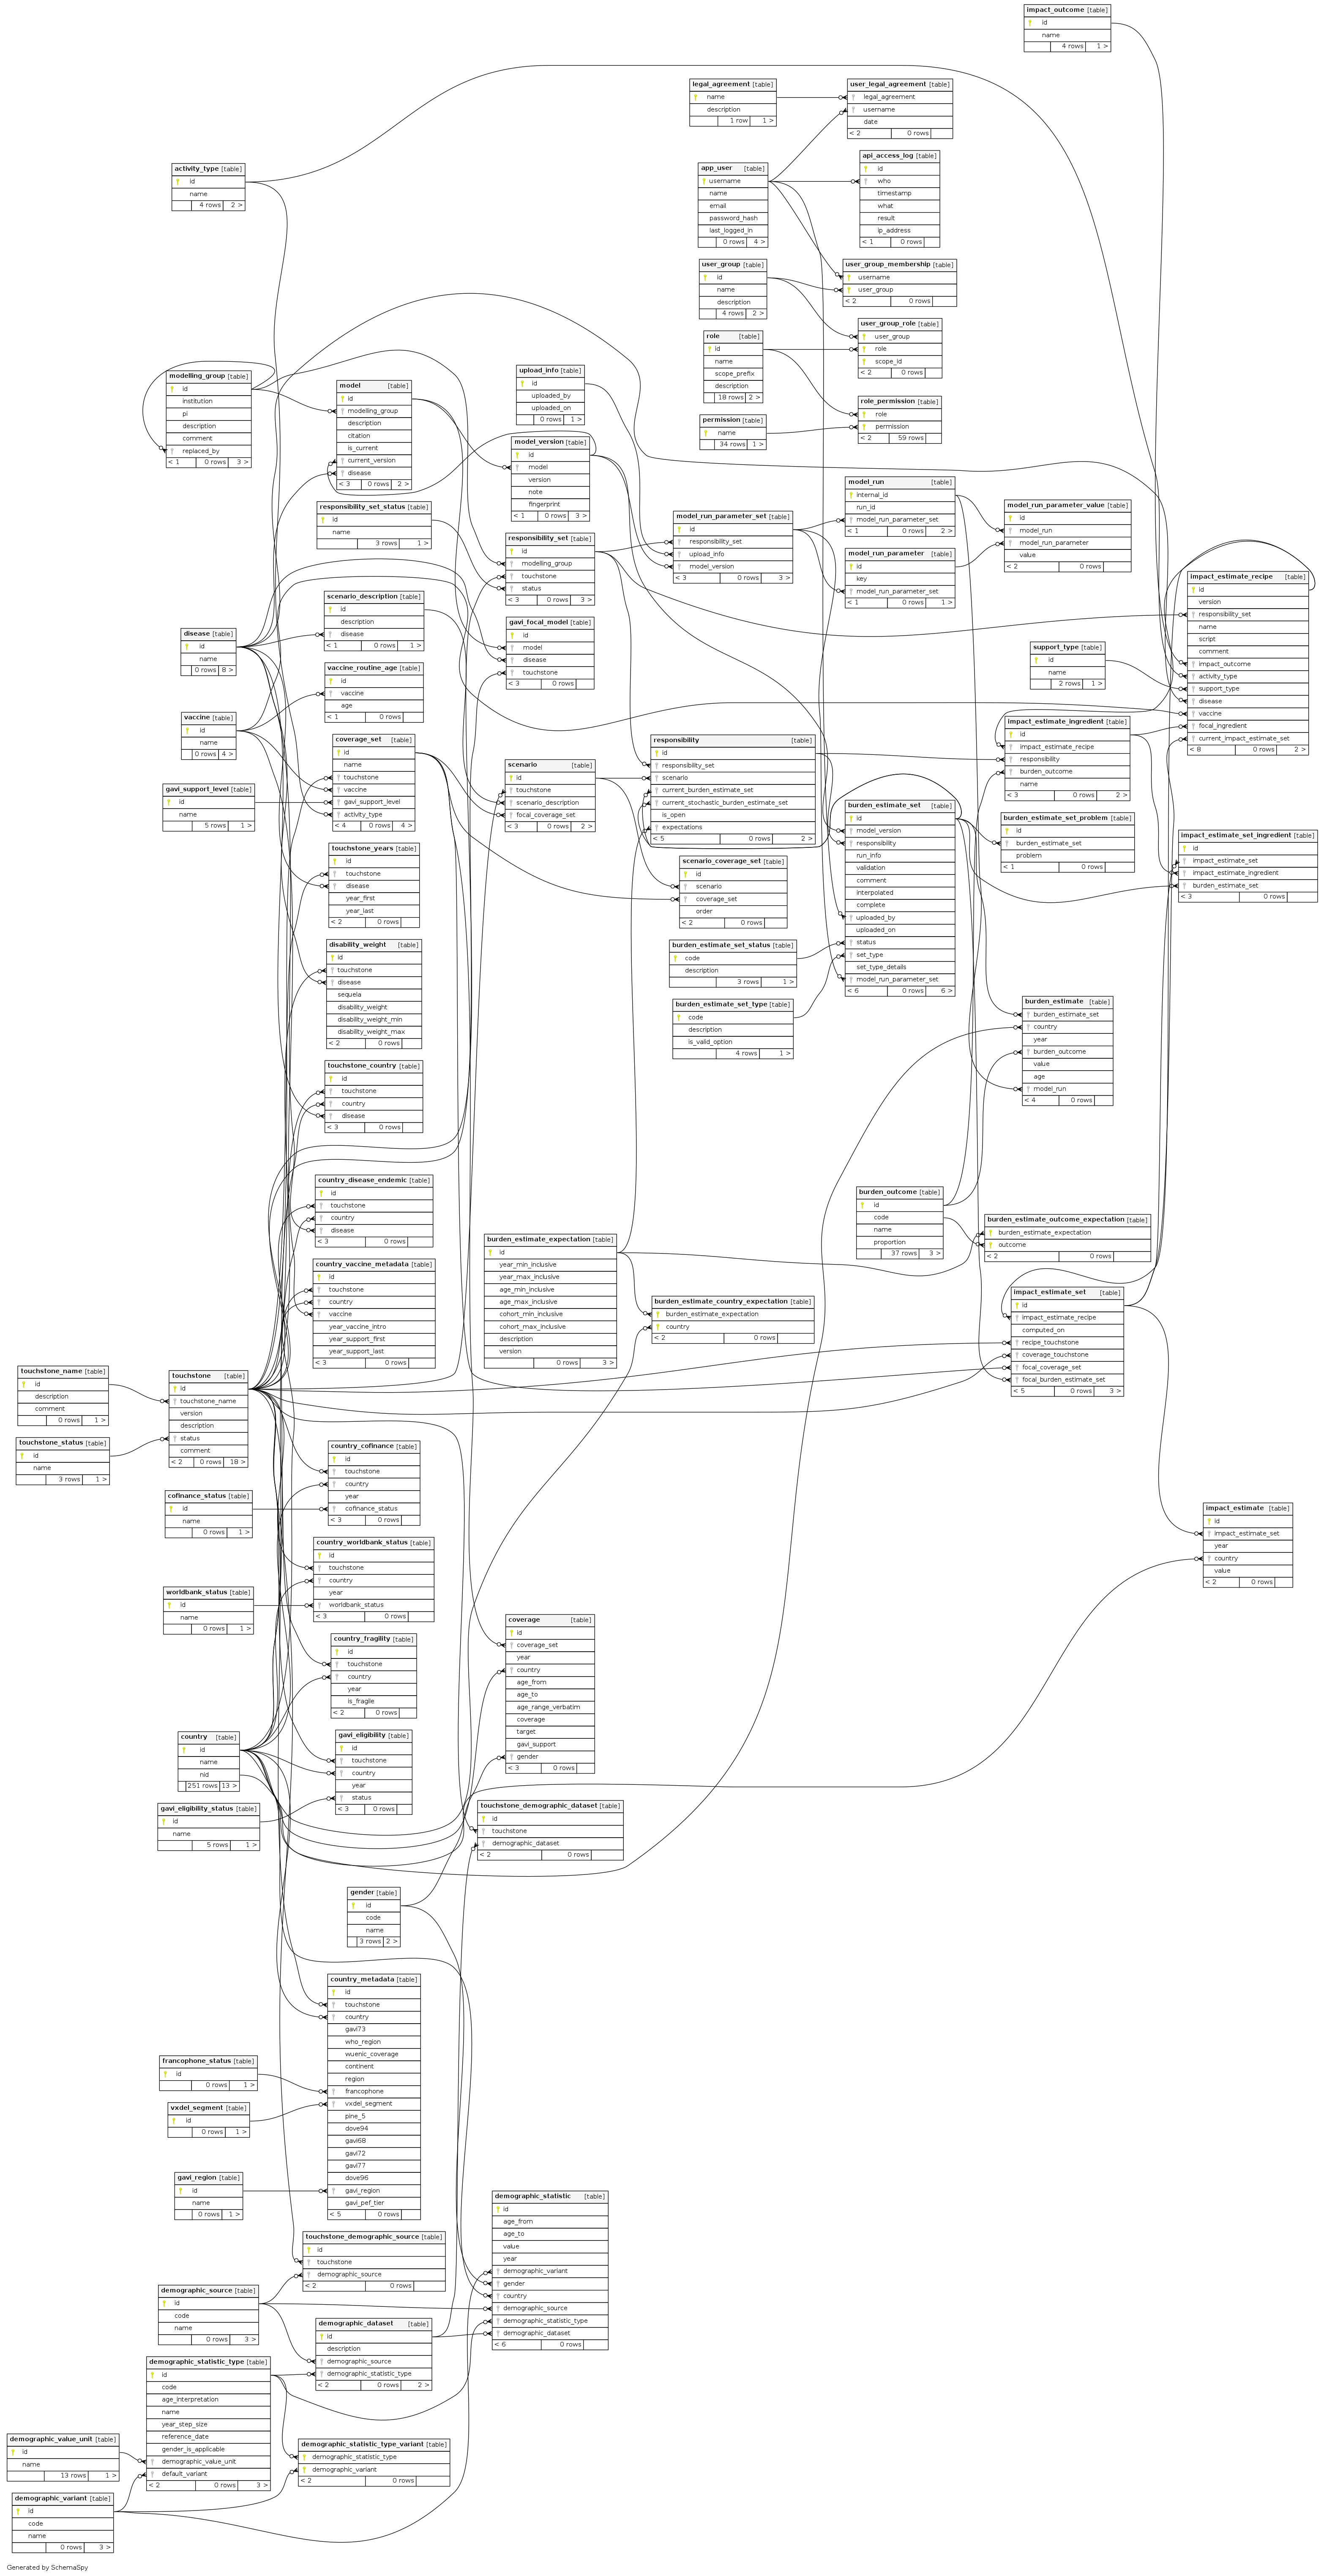 impact_outcome [table]
id
name
4 rows 1 >
legal_agreement [table]
name
description
1 row 1 >
user_legal_agreement [table]
legal_agreement
username
date
< 2 0 rows
activity_type [table]
id
name
4 rows 2 >
app_user [table]
username
name
email
password_hash
last_logged_in
0 rows 4 >
api_access_log [table]
id
who
timestamp
what
result
ip_address
< 1 0 rows
user_group [table]
id
name
description
4 rows 2 >
user_group_membership [table]
username
user_group
< 2 0 rows
user_group_role [table]
user_group
role
scope_id
< 2 0 rows
role [table]
id
name
scope_prefix
description
18 rows 2 >
role_permission [table]
role
permission
< 2 59 rows
permission [table]
name
34 rows 1 >
modelling_group [table]
id
institution
pi
description
comment
replaced_by
< 1 0 rows 3 >
model [table]
id
modelling_group
description
citation
is_current
current_version
disease
< 3 0 rows 2 >
upload_info [table]
id
uploaded_by
uploaded_on
0 rows 1 >
model_version [table]
id
model
version
note
fingerprint
< 1 0 rows 3 >
responsibility_set_status [table]
id
name
3 rows 1 >
responsibility_set [table]
id
modelling_group
touchstone
status
< 3 0 rows 3 >
model_run_parameter_set [table]
id
responsibility_set
upload_info
model_version
< 3 0 rows 3 >
model_run [table]
internal_id
run_id
model_run_parameter_set
< 1 0 rows 2 >
model_run_parameter [table]
id
key
model_run_parameter_set
< 1 0 rows 1 >
model_run_parameter_value [table]
id
model_run
model_run_parameter
value
< 2 0 rows
impact_estimate_recipe [table]
id
version
responsibility_set
name
script
comment
impact_outcome
activity_type
support_type
disease
vaccine
focal_ingredient
current_impact_estimate_set
< 8 0 rows 2 >
disease [table]
id
name
0 rows 8 >
scenario_description [table]
id
description
disease
< 1 0 rows 1 >
gavi_focal_model [table]
id
model
disease
touchstone
< 3 0 rows
support_type [table]
id
name
2 rows 1 >
vaccine_routine_age [table]
id
vaccine
age
< 1 0 rows
vaccine [table]
id
name
0 rows 4 >
gavi_support_level [table]
id
name
5 rows 1 >
coverage_set [table]
id
name
touchstone
vaccine
gavi_support_level
activity_type
< 4 0 rows 4 >
scenario [table]
id
touchstone
scenario_description
focal_coverage_set
< 3 0 rows 2 >
responsibility [table]
id
responsibility_set
scenario
current_burden_estimate_set
current_stochastic_burden_estimate_set
is_open
expectations
< 5 0 rows 2 >
impact_estimate_ingredient [table]
id
impact_estimate_recipe
responsibility
burden_outcome
name
< 3 0 rows 2 >
burden_estimate_set [table]
id
model_version
responsibility
run_info
validation
comment
interpolated
complete
uploaded_by
uploaded_on
status
set_type
set_type_details
model_run_parameter_set
< 6 0 rows 6 >
burden_estimate_set_problem [table]
id
burden_estimate_set
problem
< 1 0 rows
impact_estimate_set_ingredient [table]
id
impact_estimate_set
impact_estimate_ingredient
burden_estimate_set
< 3 0 rows
touchstone_years [table]
id
touchstone
disease
year_first
year_last
< 2 0 rows
scenario_coverage_set [table]
id
scenario
coverage_set
order
< 2 0 rows
disability_weight [table]
id
touchstone
disease
sequela
disability_weight
disability_weight_min
disability_weight_max
< 2 0 rows
burden_estimate_set_status [table]
code
description
3 rows 1 >
burden_estimate_set_type [table]
code
description
is_valid_option
4 rows 1 >
burden_estimate [table]
burden_estimate_set
country
year
burden_outcome
value
age
model_run
< 4 0 rows
touchstone_country [table]
id
touchstone
country
disease
< 3 0 rows
country_disease_endemic [table]
id
touchstone
country
disease
< 3 0 rows
burden_outcome [table]
id
code
name
proportion
37 rows 3 >
burden_estimate_outcome_expectation [table]
burden_estimate_expectation
outcome
< 2 0 rows
burden_estimate_expectation [table]
id
year_min_inclusive
year_max_inclusive
age_min_inclusive
age_max_inclusive
cohort_min_inclusive
cohort_max_inclusive
description
version
0 rows 3 >
country_vaccine_metadata [table]
id
touchstone
country
vaccine
year_vaccine_intro
year_support_first
year_support_last
< 3 0 rows
burden_estimate_country_expectation [table]
burden_estimate_expectation
country
< 2 0 rows
impact_estimate_set [table]
id
impact_estimate_recipe
computed_on
recipe_touchstone
coverage_touchstone
focal_coverage_set
focal_burden_estimate_set
< 5 0 rows 3 >
touchstone_name [table]
id
description
comment
0 rows 1 >
touchstone [table]
id
touchstone_name
version
description
status
comment
< 2 0 rows 18 >
touchstone_status [table]
id
name
3 rows 1 >
country_cofinance [table]
id
touchstone
country
year
cofinance_status
< 3 0 rows
cofinance_status [table]
id
name
0 rows 1 >
impact_estimate [table]
id
impact_estimate_set
year
country
value
< 2 0 rows
country_worldbank_status [table]
id
touchstone
country
year
worldbank_status
< 3 0 rows
worldbank_status [table]
id
name
0 rows 1 >
coverage [table]
id
coverage_set
year
country
age_from
age_to
age_range_verbatim
coverage
target
gavi_support
gender
< 3 0 rows
country_fragility [table]
id
touchstone
country
year
is_fragile
< 2 0 rows
country [table]
id
name
nid
251 rows 13 >
gavi_eligibility [table]
id
touchstone
country
year
status
< 3 0 rows
gavi_eligibility_status [table]
id
name
5 rows 1 >
touchstone_demographic_dataset [table]
id
touchstone
demographic_dataset
< 2 0 rows
gender [table]
id
code
name
3 rows 2 >
country_metadata [table]
id
touchstone
country
gavi73
who_region
wuenic_coverage
continent
region
francophone
vxdel_segment
pine_5
dove94
gavi68
gavi72
gavi77
dove96
gavi_region
gavi_pef_tier
< 5 0 rows
francophone_status [table]
id
0 rows 1 >
vxdel_segment [table]
id
0 rows 1 >
gavi_region [table]
id
name
0 rows 1 >
demographic_statistic [table]
id
age_from
age_to
value
year
demographic_variant
gender
country
demographic_source
demographic_statistic_type
demographic_dataset
< 6 0 rows
touchstone_demographic_source [table]
id
touchstone
demographic_source
< 2 0 rows
demographic_source [table]
id
code
name
0 rows 3 >
demographic_dataset [table]
id
description
demographic_source
demographic_statistic_type
< 2 0 rows 2 >
demographic_statistic_type [table]
id
code
age_interpretation
name
year_step_size
reference_date
gender_is_applicable
demographic_value_unit
default_variant
< 2 0 rows 3 >
demographic_value_unit [table]
id
name
13 rows 1 >
demographic_statistic_type_variant [table]
demographic_statistic_type
demographic_variant
< 2 0 rows
demographic_variant [table]
id
code
name
0 rows 3 >
Generated by SchemaSpy